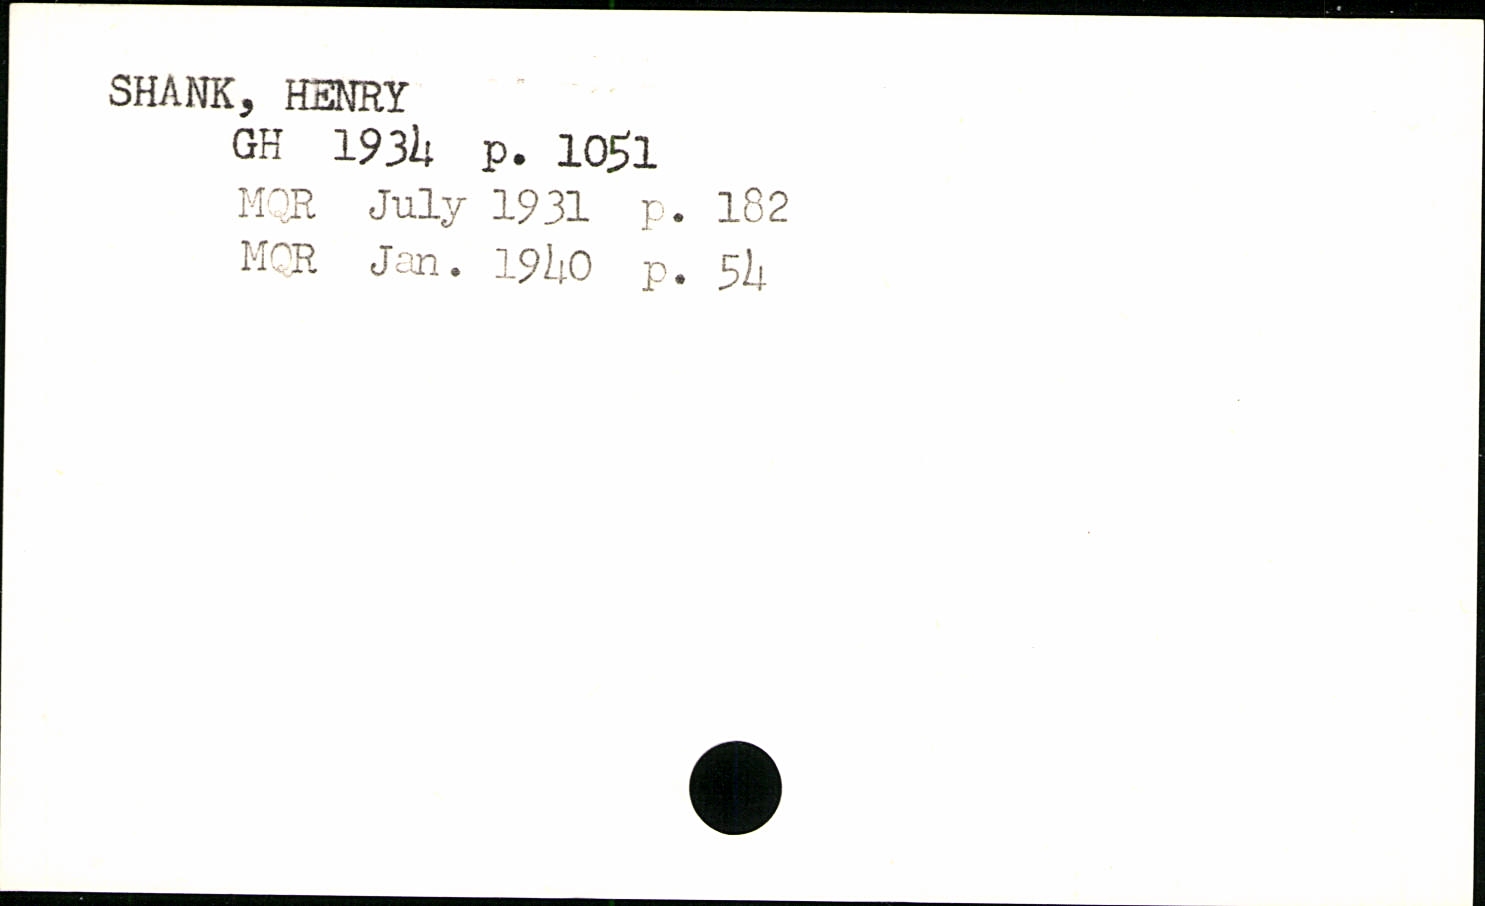 SHANK, HENRY
GH 1934 p. 1051
MQR July 1931 p. 182
MQR Jan. 1940 p. 54